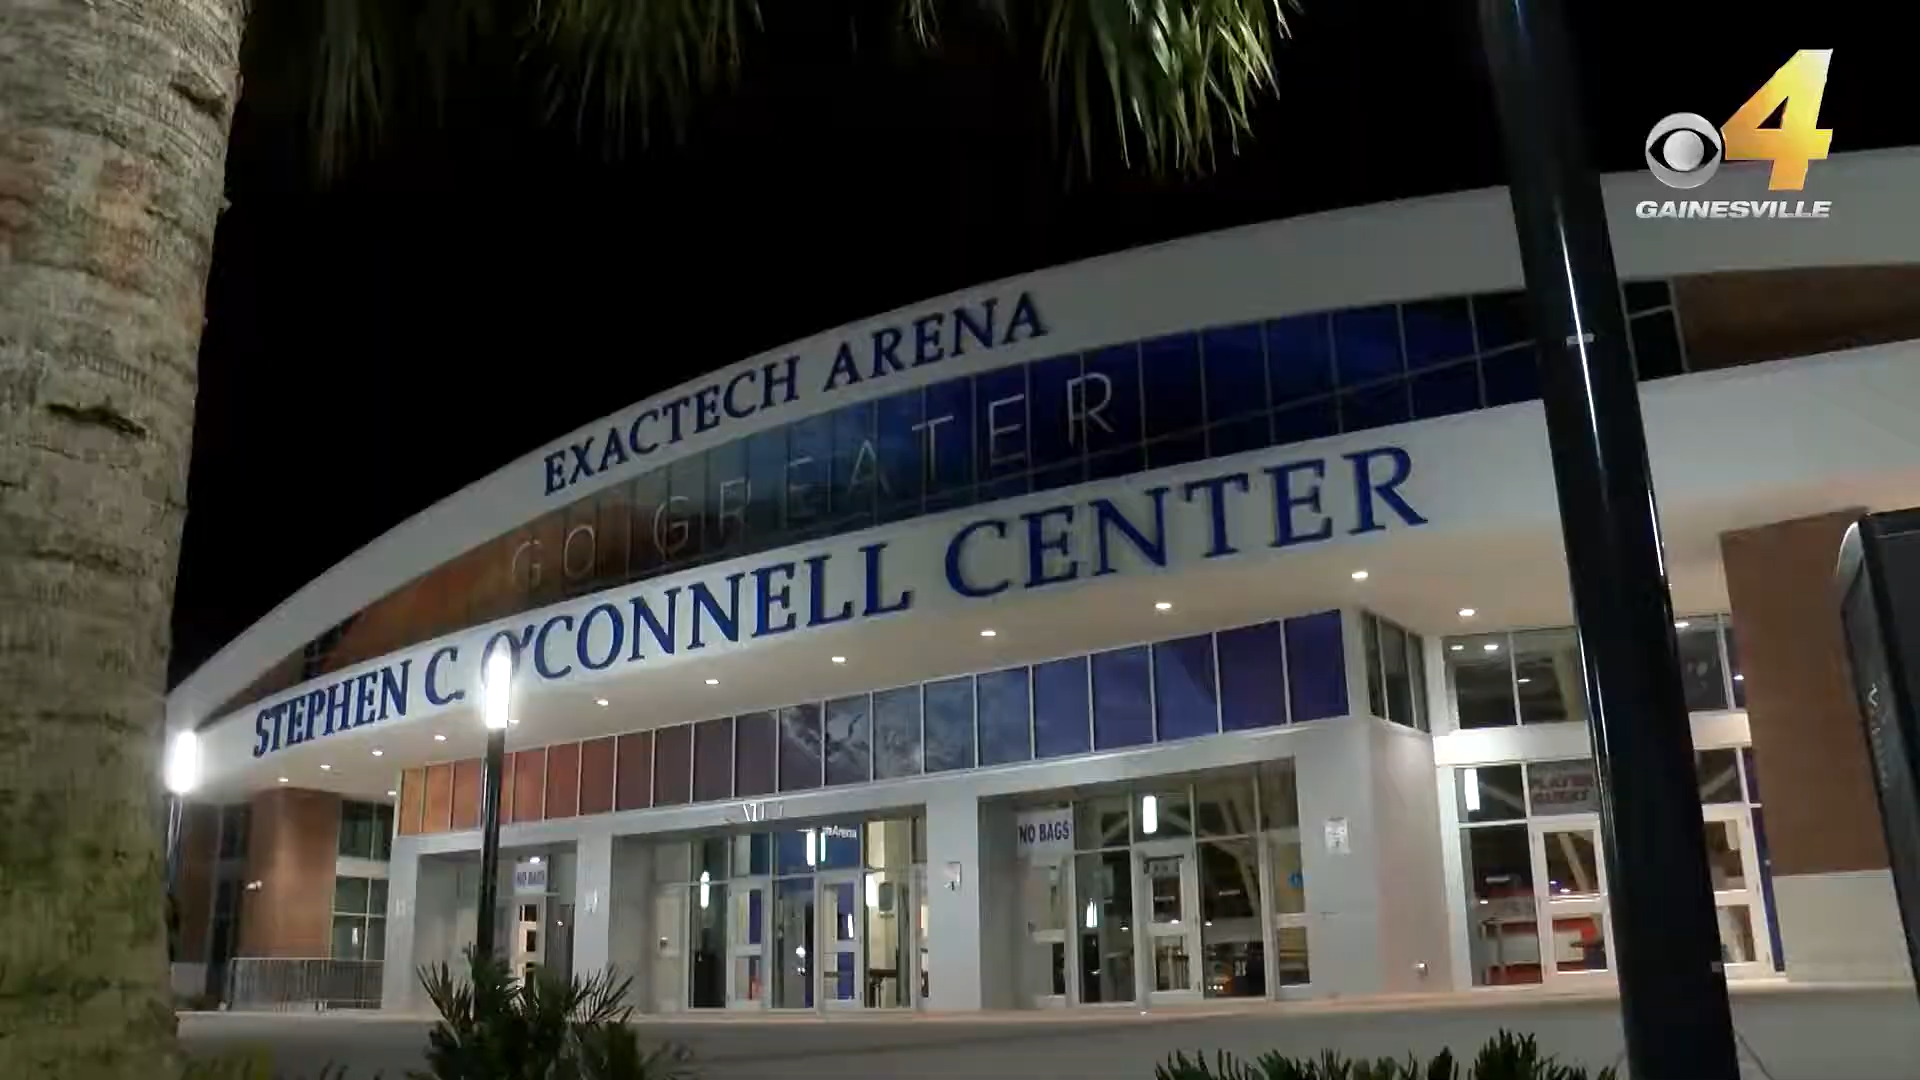 4
GAINESVILLE
EXACTECH ARENA
GO GREATER
STEPHEN C. O'CONNELL CENTER
NO BAGS
NO BAGS